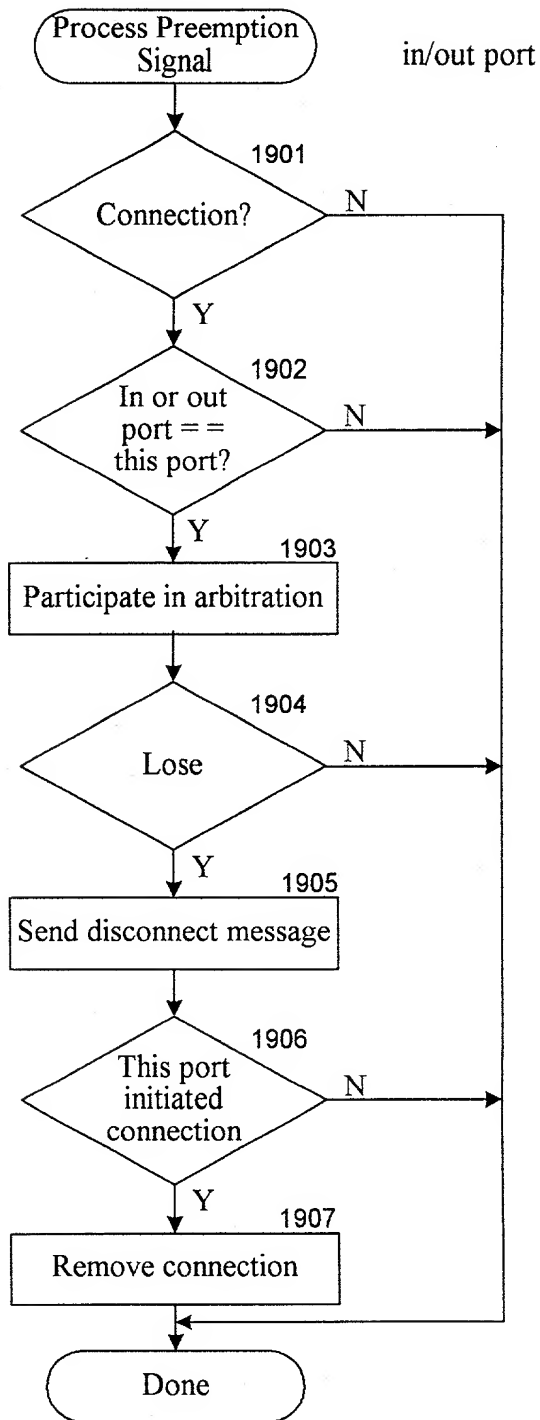 Process Preemption
Signal
in/out port
1901
Connection?
N
Y
1902
In or out
port = =
this port?
N
Y
1903
Participate in arbitration
1904
Lose
N
Y
1905
Send disconnect message
1906
This port
initiated
connection
N
Y
1907
Remove connection
Done